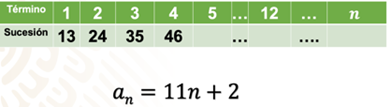 Término 1 2 3 4 5 ... 12 ... n
Sucesión 13 24 35 46 ... ....
aₙ = 11n + 2